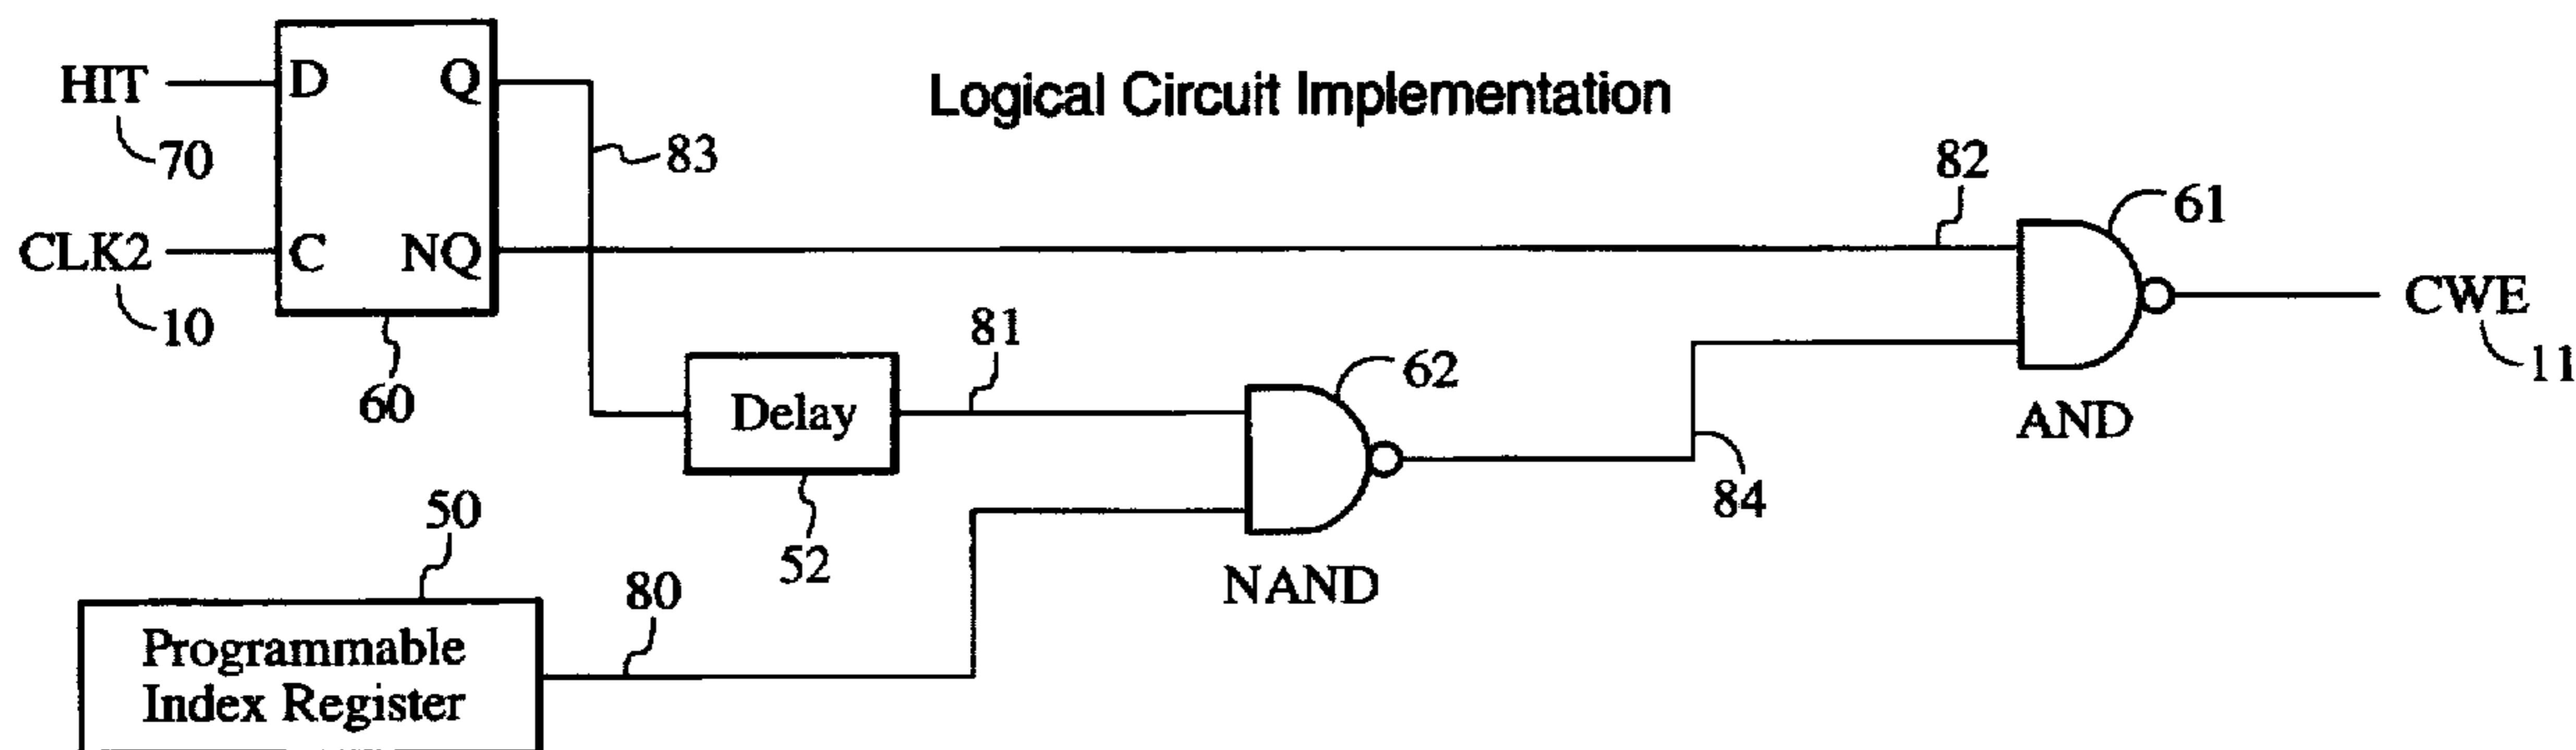 Logical Circuit Implementation
HIT
70
D
Q
83
82
61
CLK2
10
C
NQ
60
CWE
11
81
Delay
52
62
AND
84
NAND
50
80
Programmable
Index Register